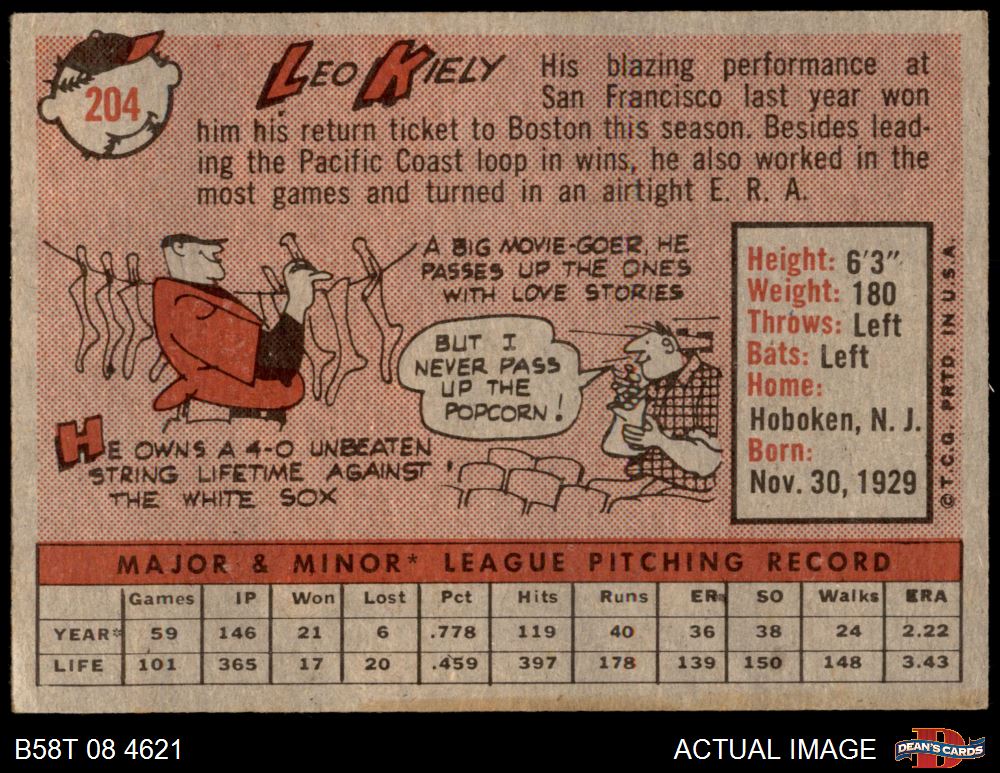 204
LEO KIELY
His blazing performance at
San Francisco last year won
him his return ticket to Boston this season. Besides lead-
ing the Pacific Coast loop in wins, he also worked in the
most games and turned in an airtight E. R. A.
A BIG MOVIE-GOER, HE
PASSES UP THE ONES
WITH LOVE STORIES
BUT I
NEVER PASS
UP THE
POPCORN!
HE OWNS A 4-0 UNBEATEN
STRING LIFETIME AGAINST
THE WHITE SOX
Height: 6'3"
Weight: 180
Throws: Left
Bats: Left
Home:
Hoboken, N. J.
Born:
Nov. 30, 1929
© T.C.G. PRTD. IN U.S.A.
MAJOR & MINOR* LEAGUE PITCHING RECORD
Games IP Won Lost Pct Hits Runs ER SO Walks ERA
YEAR* 59 146 21 6 .778 119 40 36 38 24 2.22
LIFE 101 365 17 20 .459 397 178 139 150 148 3.43
B58T 08 4621
ACTUAL IMAGE
DEAN'S CARDS